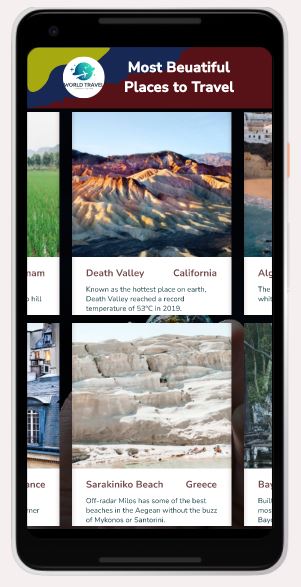 WORLD TRAVEL
Most Beuatiful
Places to Travel
nam
o hill
Death Valley California
Known as the hottest place on earth,
Death Valley reached a record
temperature of 53°C in 2019.
Alg
The
whit
ance
mer
Sarakiniko Beach Greece
Off-radar Milos has some of the best
beaches in the Aegean without the buzz
of Mykonos or Santorini.
Bay
Buil
mos
Bayo